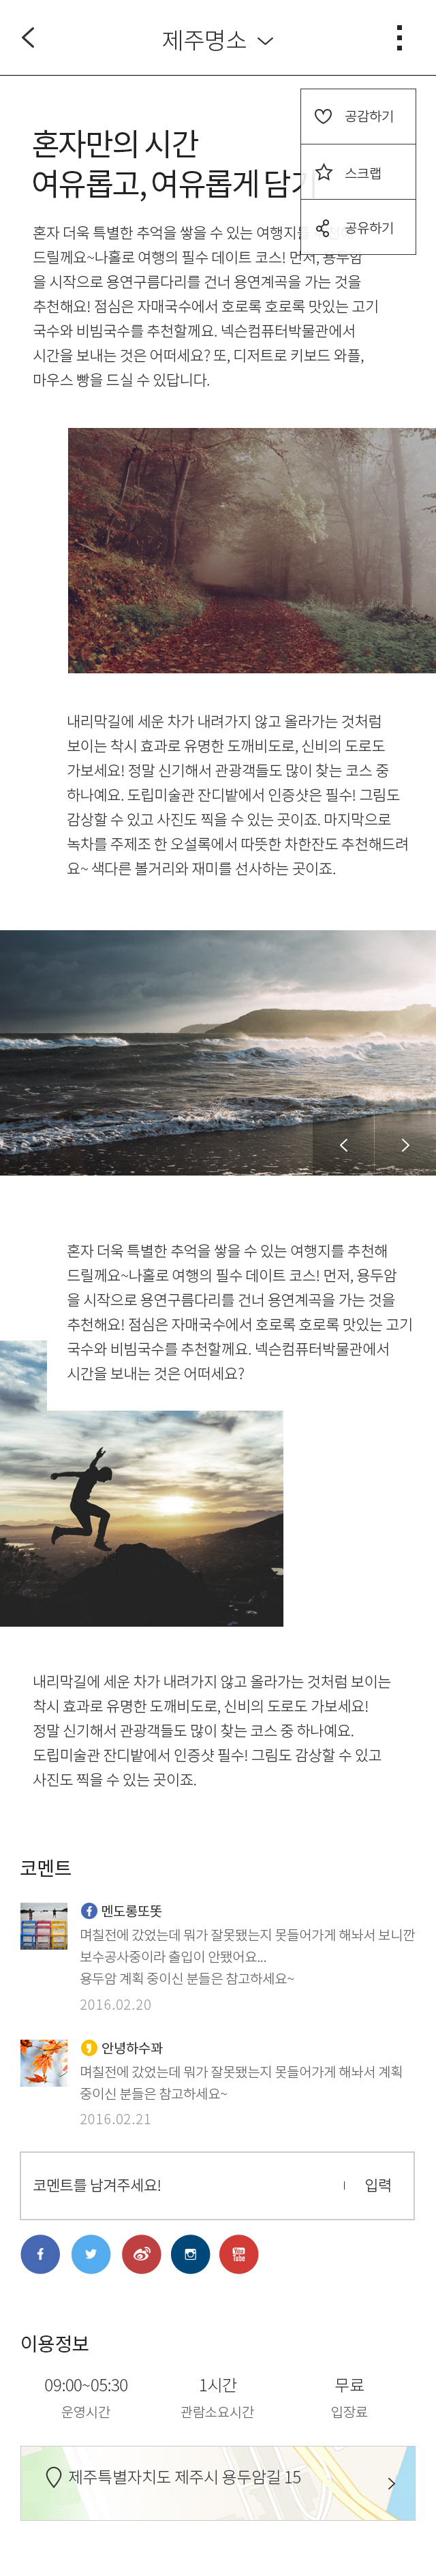 제주명소
공감하기
스크랩
공유하기
혼자만의 시간
여유롭고, 여유롭게 담기
혼자 더욱 특별한 추억을 쌓을 수 있는 여행지를
드릴께요~나홀로 여행의 필수 데이트 코스! 먼저, 용두암
을 시작으로 용연구름다리를 건너 용연계곡을 가는 것을
추천해요! 점심은 자매국수에서 호로록 호로록 맛있는 고기
국수와 비빔국수를 추천할께요. 넥슨컴퓨터박물관에서
시간을 보내는 것은 어떠세요? 또, 디저트로 키보드 와플,
마우스 빵을 드실 수 있답니다.
내리막길에 세운 차가 내려가지 않고 올라가는 것처럼
보이는 착시 효과로 유명한 도깨비도로, 신비의 도로도
가보세요! 정말 신기해서 관광객들도 많이 찾는 코스 중
하나예요. 도립미술관 잔디밭에서 인증샷은 필수! 그림도
감상할 수 있고 사진도 찍을 수 있는 곳이죠. 마지막으로
녹차를 주제조 한 오설록에서 따뜻한 차한잔도 추천해드려
요~ 색다른 볼거리와 재미를 선사하는 곳이죠.
혼자 더욱 특별한 추억을 쌓을 수 있는 여행지를 추천해
드릴께요~나홀로 여행의 필수 데이트 코스! 먼저, 용두암
을 시작으로 용연구름다리를 건너 용연계곡을 가는 것을
추천해요! 점심은 자매국수에서 호로록 호로록 맛있는 고기
국수와 비빔국수를 추천할께요. 넥슨컴퓨터박물관에서
시간을 보내는 것은 어떠세요?
내리막길에 세운 차가 내려가지 않고 올라가는 것처럼 보이는
착시 효과로 유명한 도깨비도로, 신비의 도로도 가보세요!
정말 신기해서 관광객들도 많이 찾는 코스 중 하나예요.
도립미술관 잔디밭에서 인증샷 필수! 그림도 감상할 수 있고
사진도 찍을 수 있는 곳이죠.
코멘트
멘도롱또똣
며칠전에 갔었는데 뭐가 잘못됐는지 못들어가게 해놔서 보니깐
보수공사중이라 출입이 안됐어요...
용두암 계획 중이신 분들은 참고하세요~
2016.02.20
안녕하수꽈
며칠전에 갔었는데 뭐가 잘못됐는지 못들어가게 해놔서 계획
중이신 분들은 참고하세요~
2016.02.21
코멘트를 남겨주세요!
입력
You Tube
이용정보
09:00~05:30
1시간
무료
운영시간
관람소요시간
입장료
제주특별자치도 제주시 용두암길 15